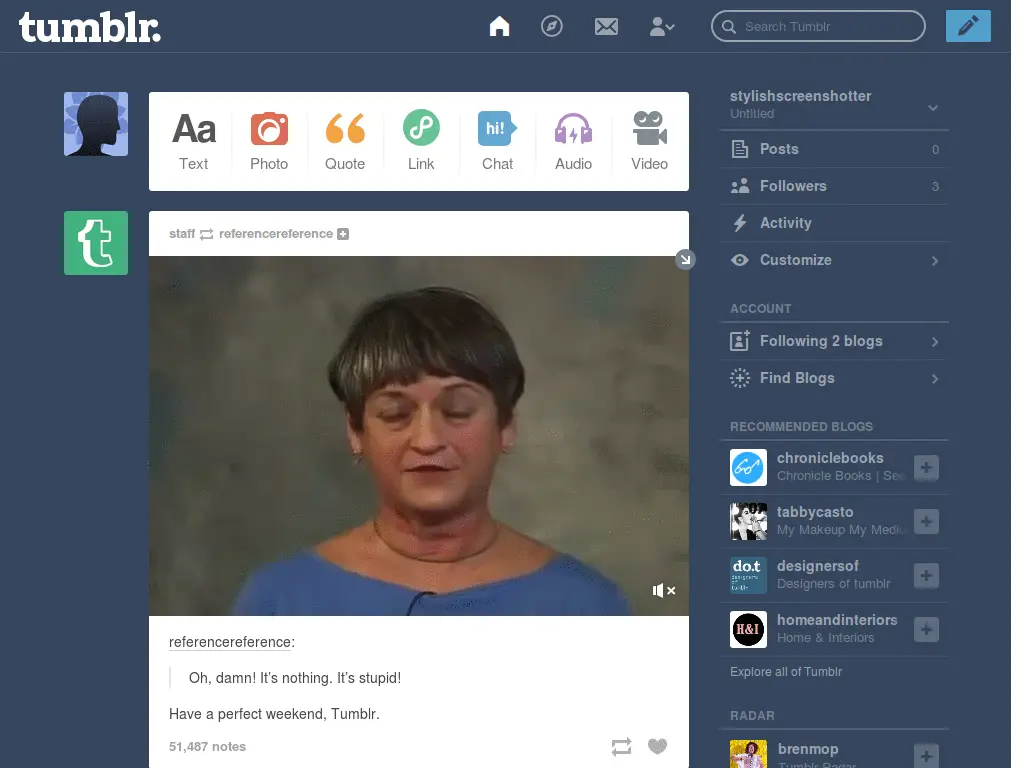 tumblr.
Search Tumblr
Aa
hi!
Text
Photo
Quote
Link
Chat
Audio
Video
t
staff referencereference
referencereference:
Oh, damn! It's nothing. It's stupid!
Have a perfect weekend, Tumblr.
51,487 notes
stylishscreenshotter
Untitled
Posts 0
Followers 3
Activity
Customize
ACCOUNT
Following 2 blogs
Find Blogs
RECOMMENDED BLOGS
chroniclebooks
Chronicle Books | See
tabbycasto
My Makeup My Medi
do.t
designers
of
tumblr
designersof
Designers of tumblr
H&I
homeandinteriors
Home & Interiors
Explore all of Tumblr
RADAR
brenmop
Tumblr Radar